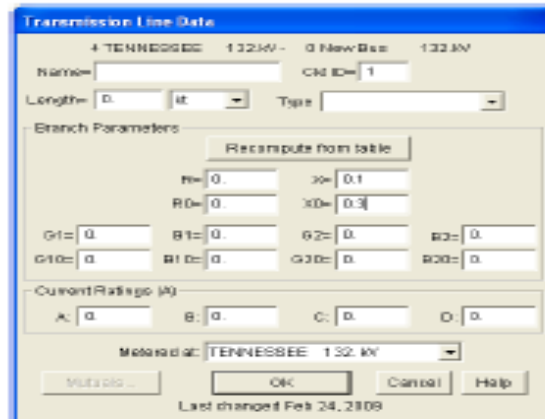 Transmission Line Data
4 TENNESSEE 132.kV - 0 New Bus 132.kV
Name= Ckt ID= 1
Length= 0. kt Type
Branch Parameters
Recompute from table
R= 0. X= 0.1
R0= 0. X0= 0.3
G1= 0. B1= 0. G2= 0. B2= 0.
G10= 0. B10= 0. G20= 0. B20= 0.
Current Ratings (A)
A: 0. B: 0. C: 0. D: 0.
Metered at: TENNESSEE 132. kV
Mutuals... OK Cancel Help
Last changed Feb 24, 2009